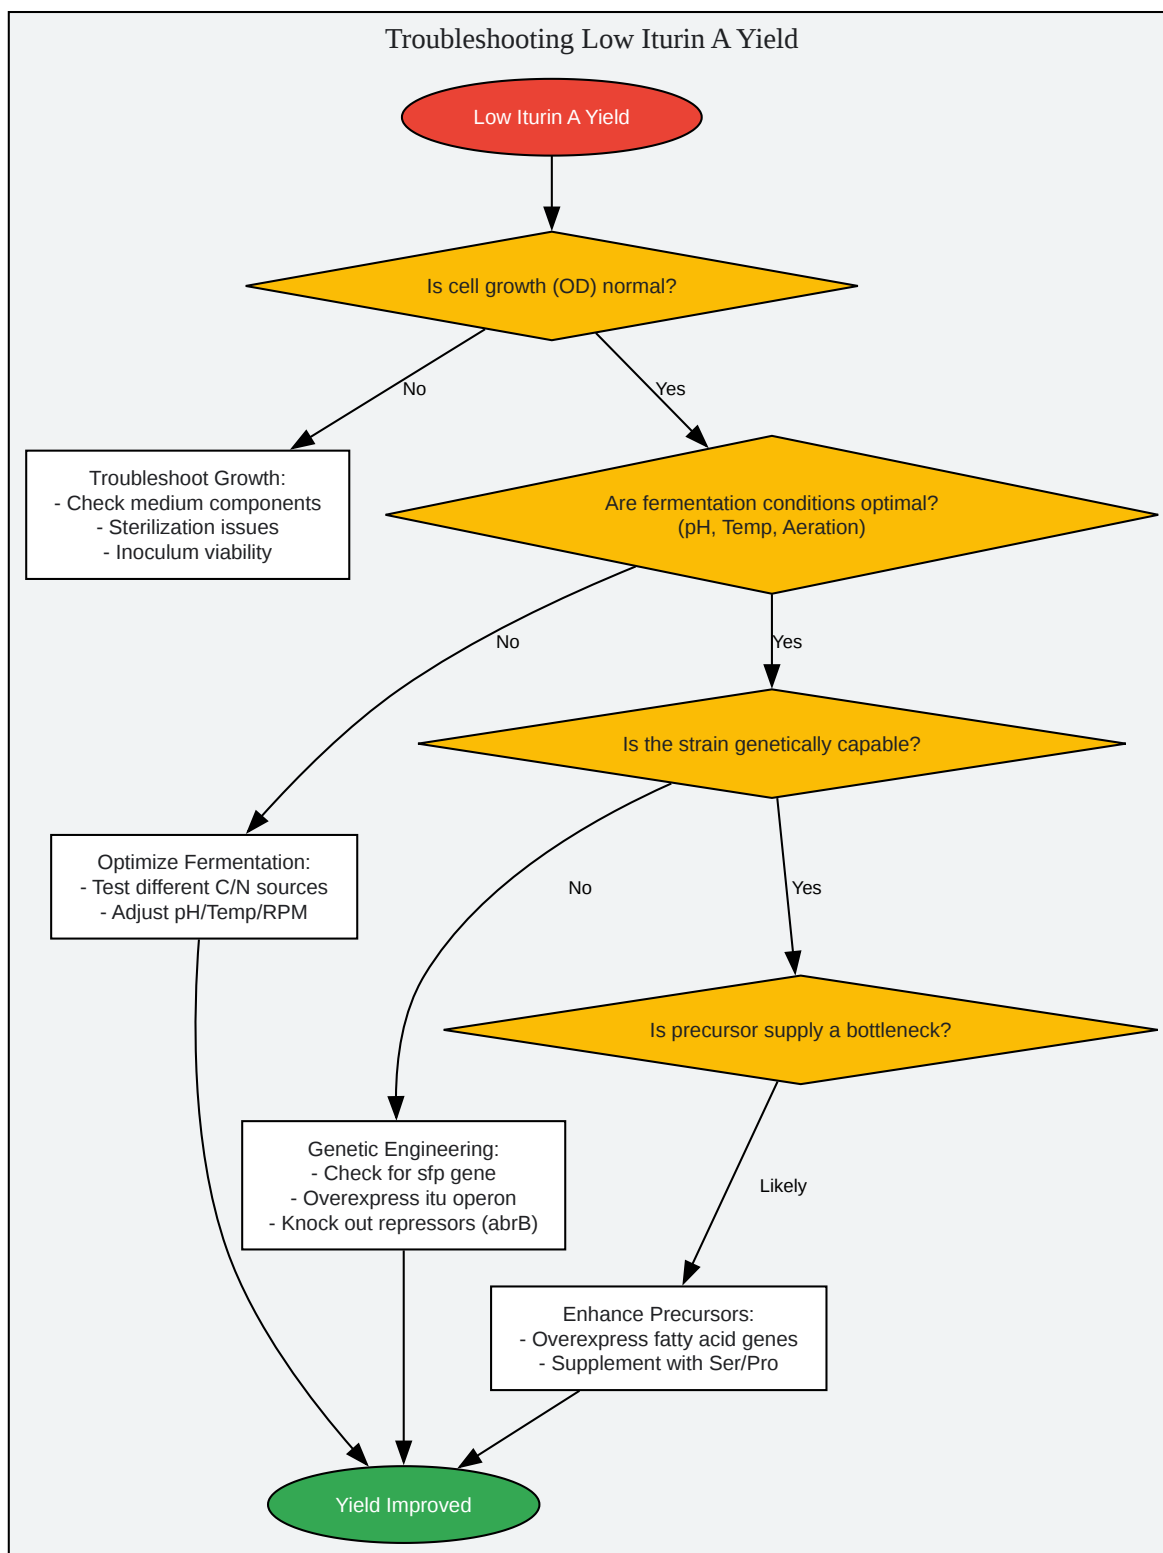 Troubleshooting Low Iturin A Yield
Low Iturin A Yield
Is cell growth (OD) normal?
No
Yes
Troubleshoot Growth:
- Check medium components
- Sterilization issues
- Inoculum viability
Are fermentation conditions optimal?
(pH, Temp, Aeration)
No
Yes
Is the strain genetically capable?
Optimize Fermentation:
- Test different C/N sources
- Adjust pH/Temp/RPM
No
Yes
Is precursor supply a bottleneck?
Genetic Engineering:
- Check for sfp gene
- Overexpress itu operon
- Knock out repressors (abrB)
Likely
Enhance Precursors:
- Overexpress fatty acid genes
- Supplement with Ser/Pro
Yield Improved